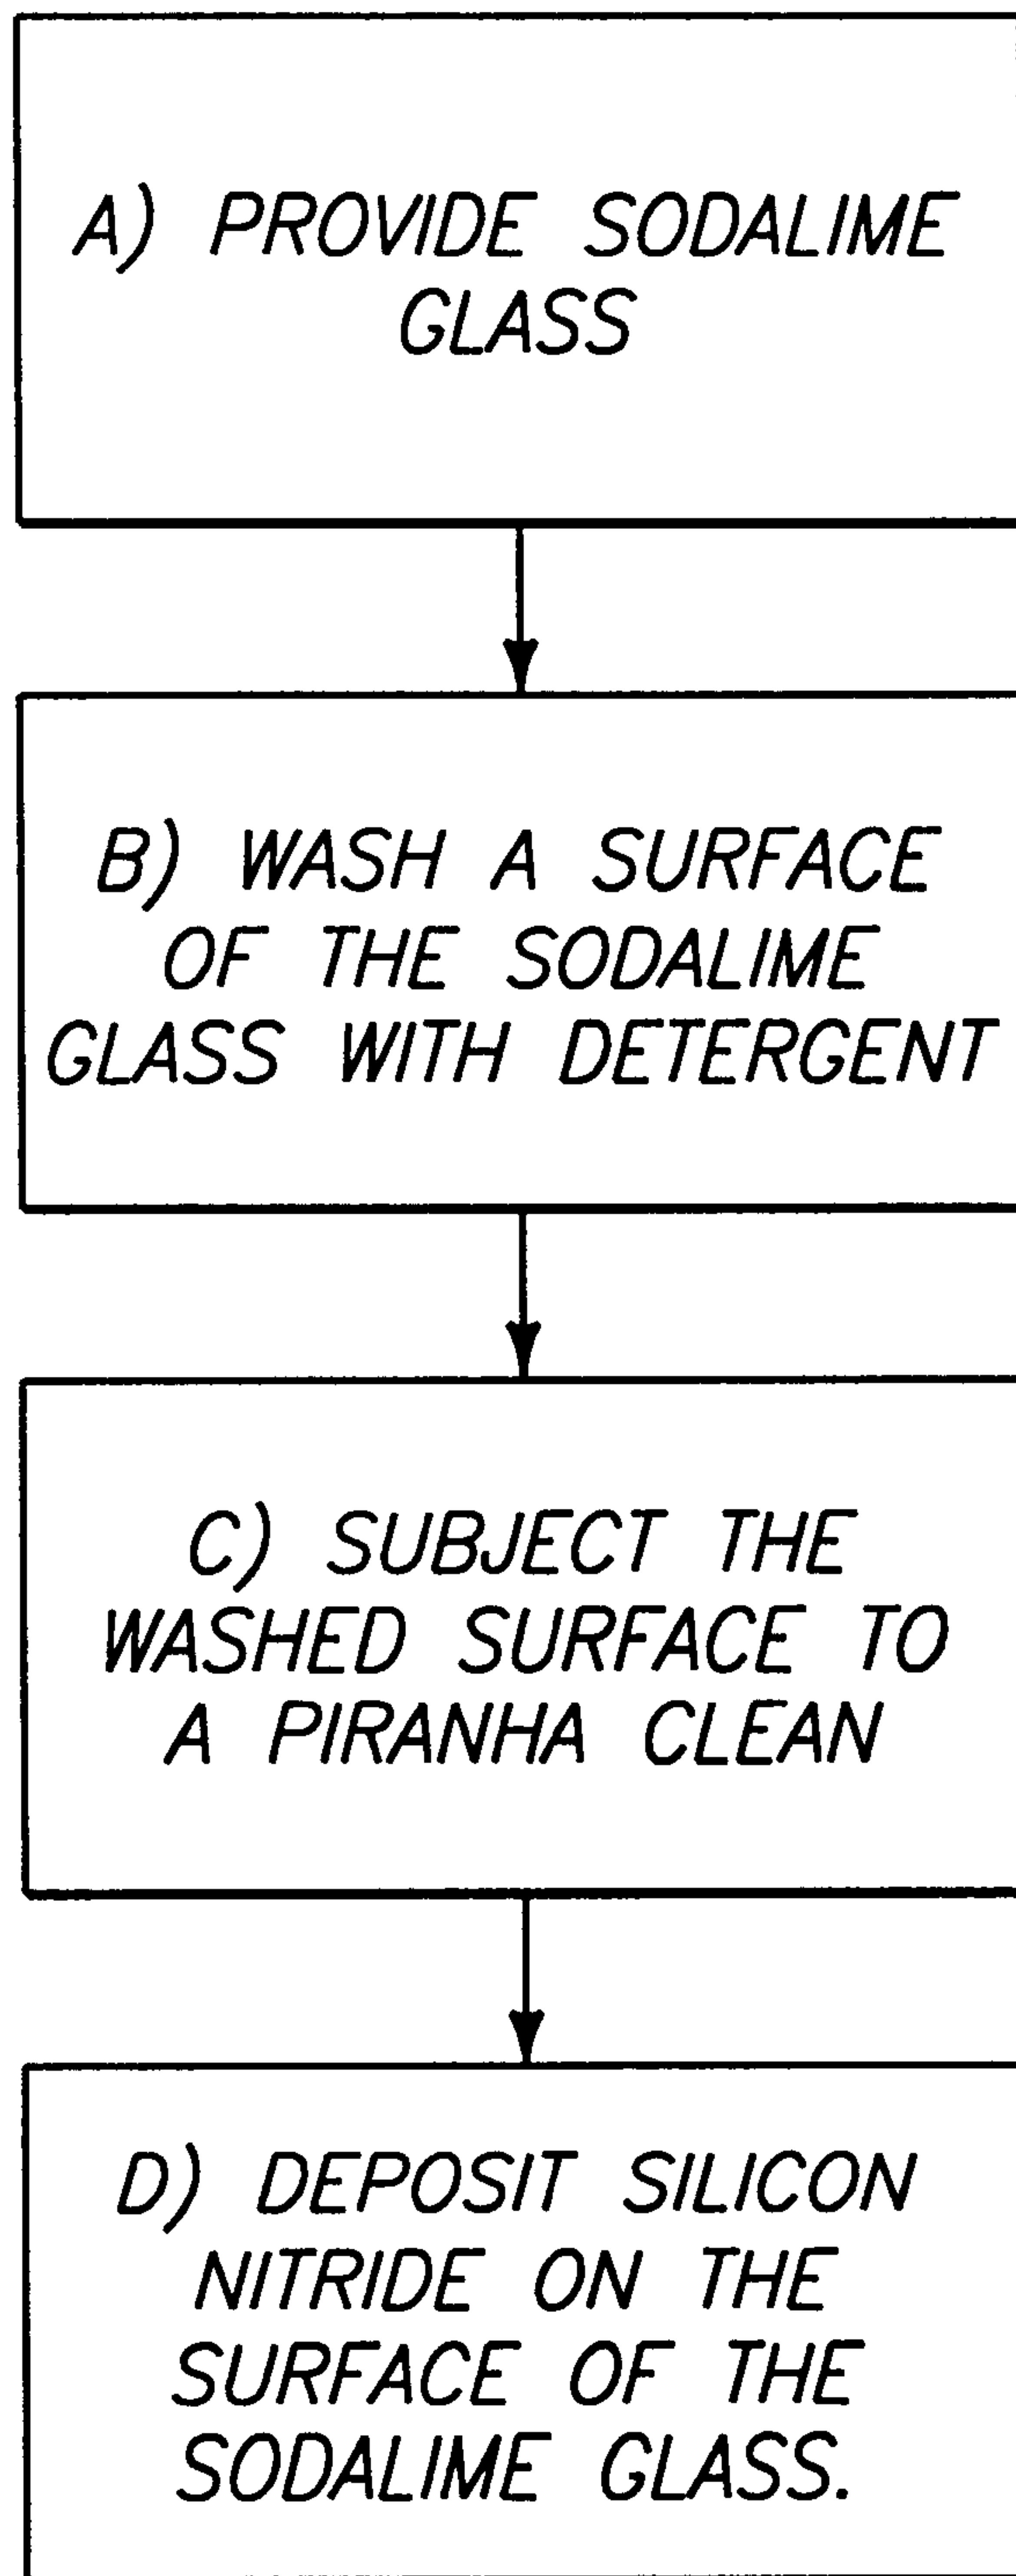 A) PROVIDE SODALIME
GLASS
B) WASH A SURFACE
OF THE SODALIME
GLASS WITH DETERGENT
C) SUBJECT THE
WASHED SURFACE TO
A PIRANHA CLEAN
D) DEPOSIT SILICON
NITRIDE ON THE
SURFACE OF THE
SODALIME GLASS.